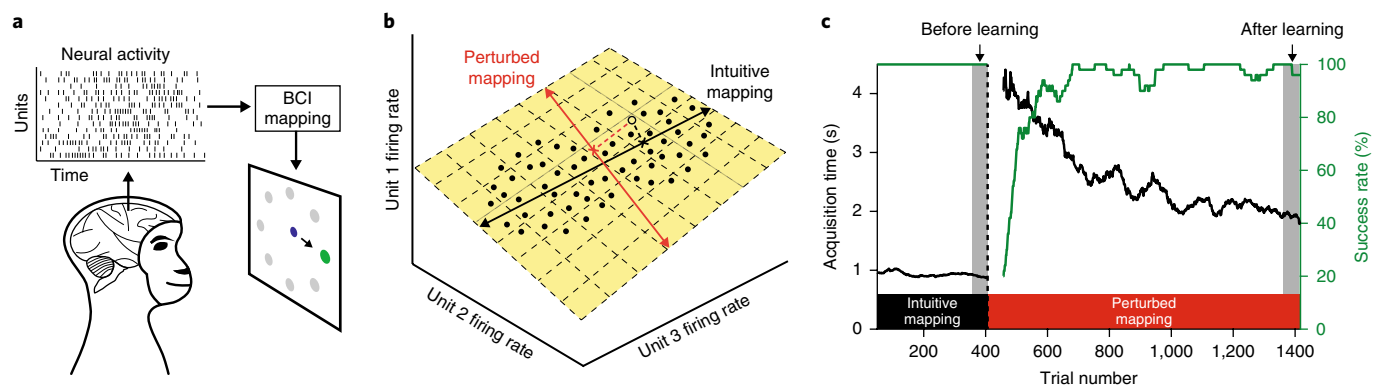 a
Neural activity
Units
Time
BCI
mapping
b
Perturbed
mapping
Intuitive
mapping
Unit 1 firing rate
Unit 2 firing rate
Unit 3 firing rate
c
Before learning
After learning
Acquisition time (s)
4
3
2
1
0
Success rate (%)
100
80
60
40
20
0
Intuitive
mapping
Perturbed
mapping
200
400
600
800
1,000
1,200
1400
Trial number